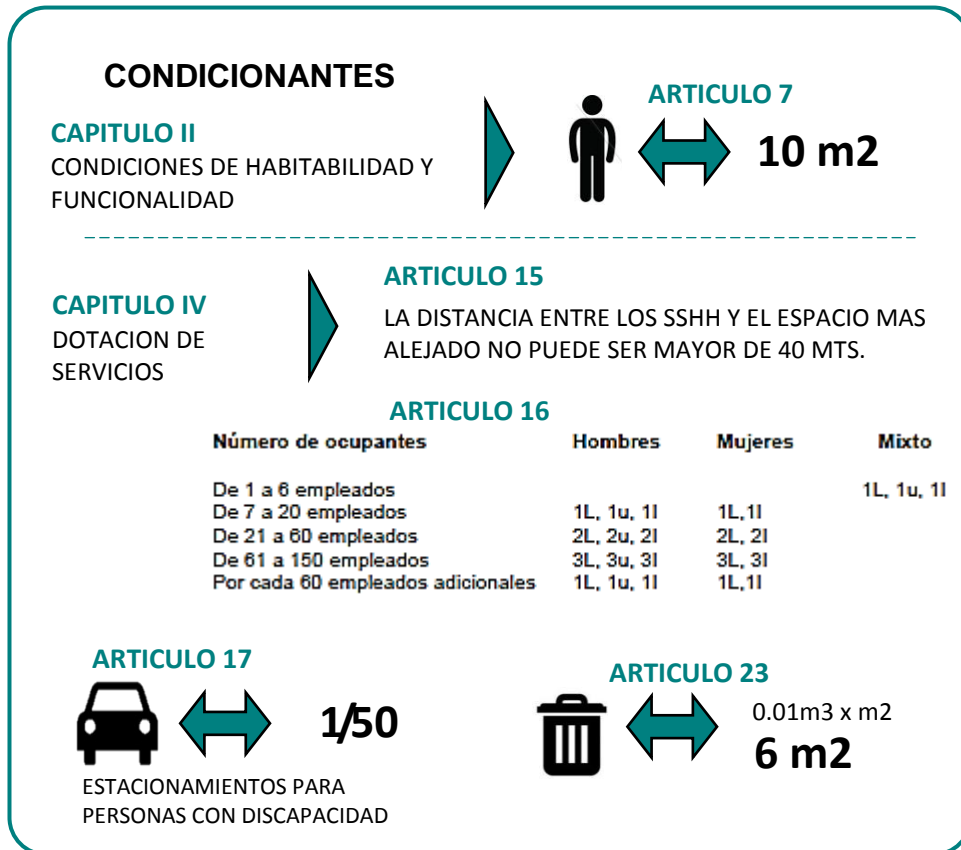 CONDICIONANTES
CAPITULO II
CONDICIONES DE HABITABILIDAD Y
FUNCIONALIDAD
ARTICULO 7
10 m2
CAPITULO IV
DOTACION DE
SERVICIOS
ARTICULO 15
LA DISTANCIA ENTRE LOS SSHH Y EL ESPACIO MAS
ALEJADO NO PUEDE SER MAYOR DE 40 MTS.
ARTICULO 16
Número de ocupantes Hombres Mujeres Mixto
De 1 a 6 empleados 1L, 1u, 1I
De 7 a 20 empleados 1L, 1u, 1I 1L,1I
De 21 a 60 empleados 2L, 2u, 2I 2L, 2I
De 61 a 150 empleados 3L, 3u, 3I 3L, 3I
Por cada 60 empleados adicionales 1L, 1u, 1I 1L,1I
ARTICULO 17
1/50
ESTACIONAMIENTOS PARA
PERSONAS CON DISCAPACIDAD
ARTICULO 23
0.01m3 x m2
6 m2